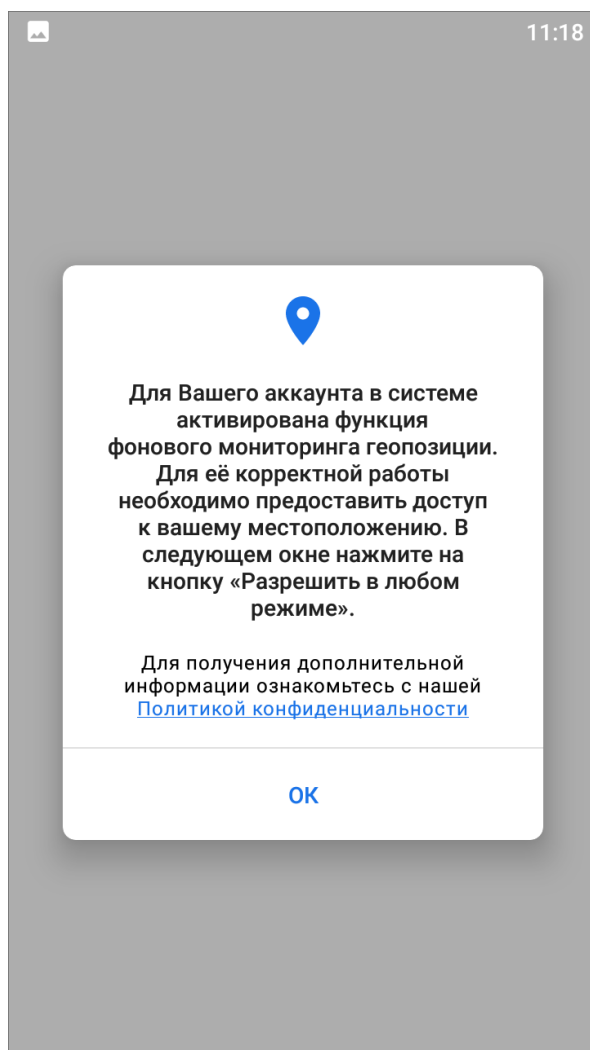 11:18
Для Вашего аккаунта в системе
активирована функция
фонового мониторинга геопозиции.
Для её корректной работы
необходимо предоставить доступ
к вашему местоположению. В
следующем окне нажмите на
кнопку «Разрешить в любом
режиме».
Для получения дополнительной
информации ознакомьтесь с нашей
Политикой конфиденциальности
ОК